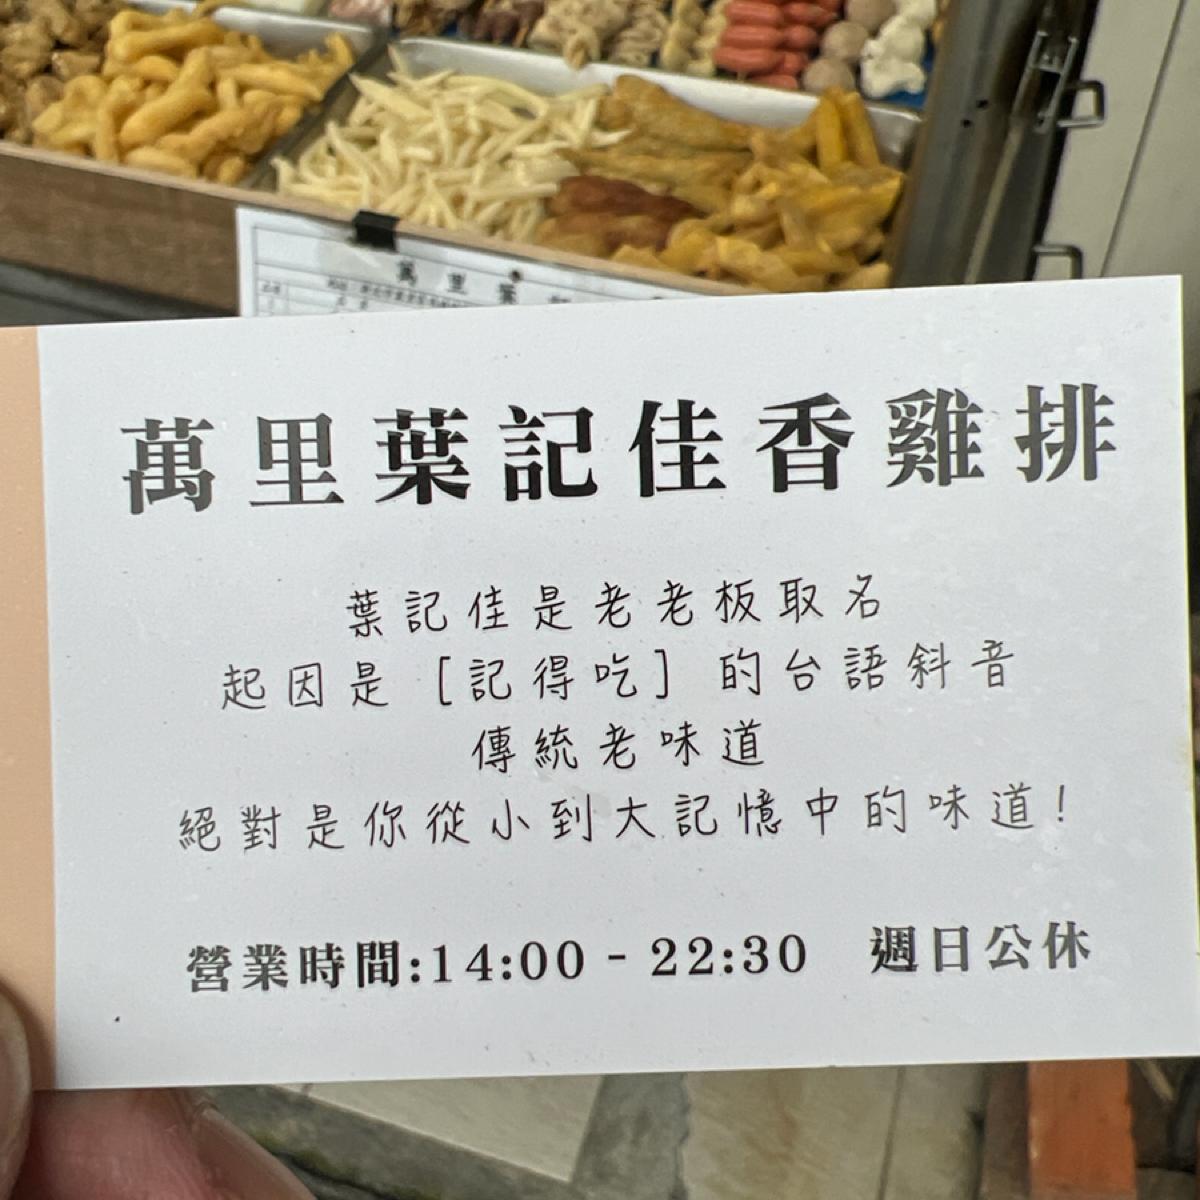 萬里葉
萬里葉記佳香雞排
葉記佳是老老板取名
起因是[記得吃]的台語斜音
傳統老味道
絕對是你從小到大記憶中的味道!
營業時間:14:00 - 22:30 週日公休